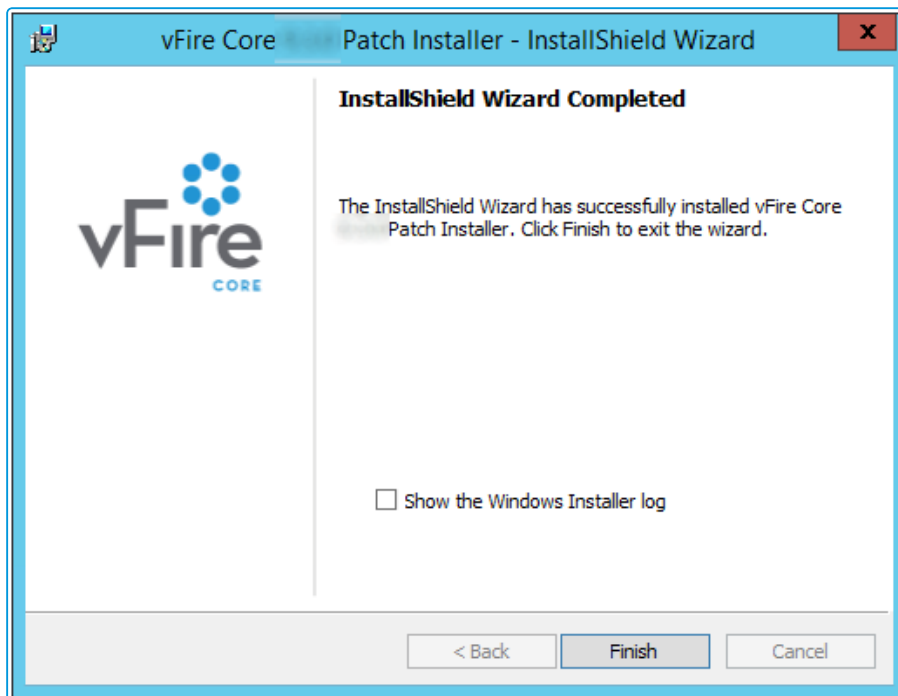 vFire Core Patch Installer - InstallShield Wizard
x
InstallShield Wizard Completed
vFire
CORE
The InstallShield Wizard has successfully installed vFire Core
Patch Installer. Click Finish to exit the wizard.
Show the Windows Installer log
< Back
Finish
Cancel